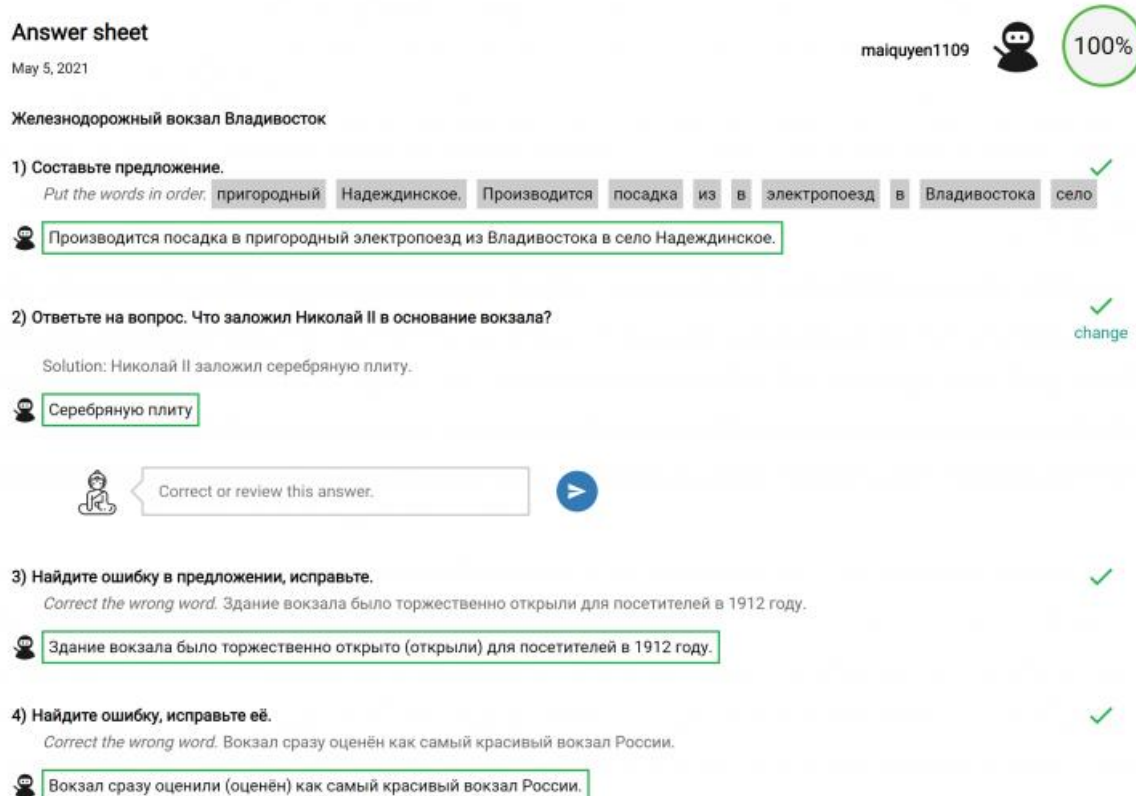 Answer sheet
maiquyen1109
100%
May 5, 2021
Железнодорожный вокзал Владивосток
1) Составьте предложение.
Put the words in order. пригородный Надеждинское. Производится посадка из в электропоезд в Владивостока село
Производится посадка в пригородный электропоезд из Владивостока в село Надеждинское.
2) Ответьте на вопрос. Что заложил Николай II в основание вокзала?
change
Solution: Николай II заложил серебряную плиту.
Серебряную плиту
Correct or review this answer.
3) Найдите ошибку в предложении, исправьте.
Correct the wrong word. Здание вокзала было торжественно открыли для посетителей в 1912 году.
Здание вокзала было торжественно открыто (открыли) для посетителей в 1912 году.
4) Найдите ошибку, исправьте её.
Correct the wrong word. Вокзал сразу оценён как самый красивый вокзал России.
Вокзал сразу оценили (оценён) как самый красивый вокзал России.